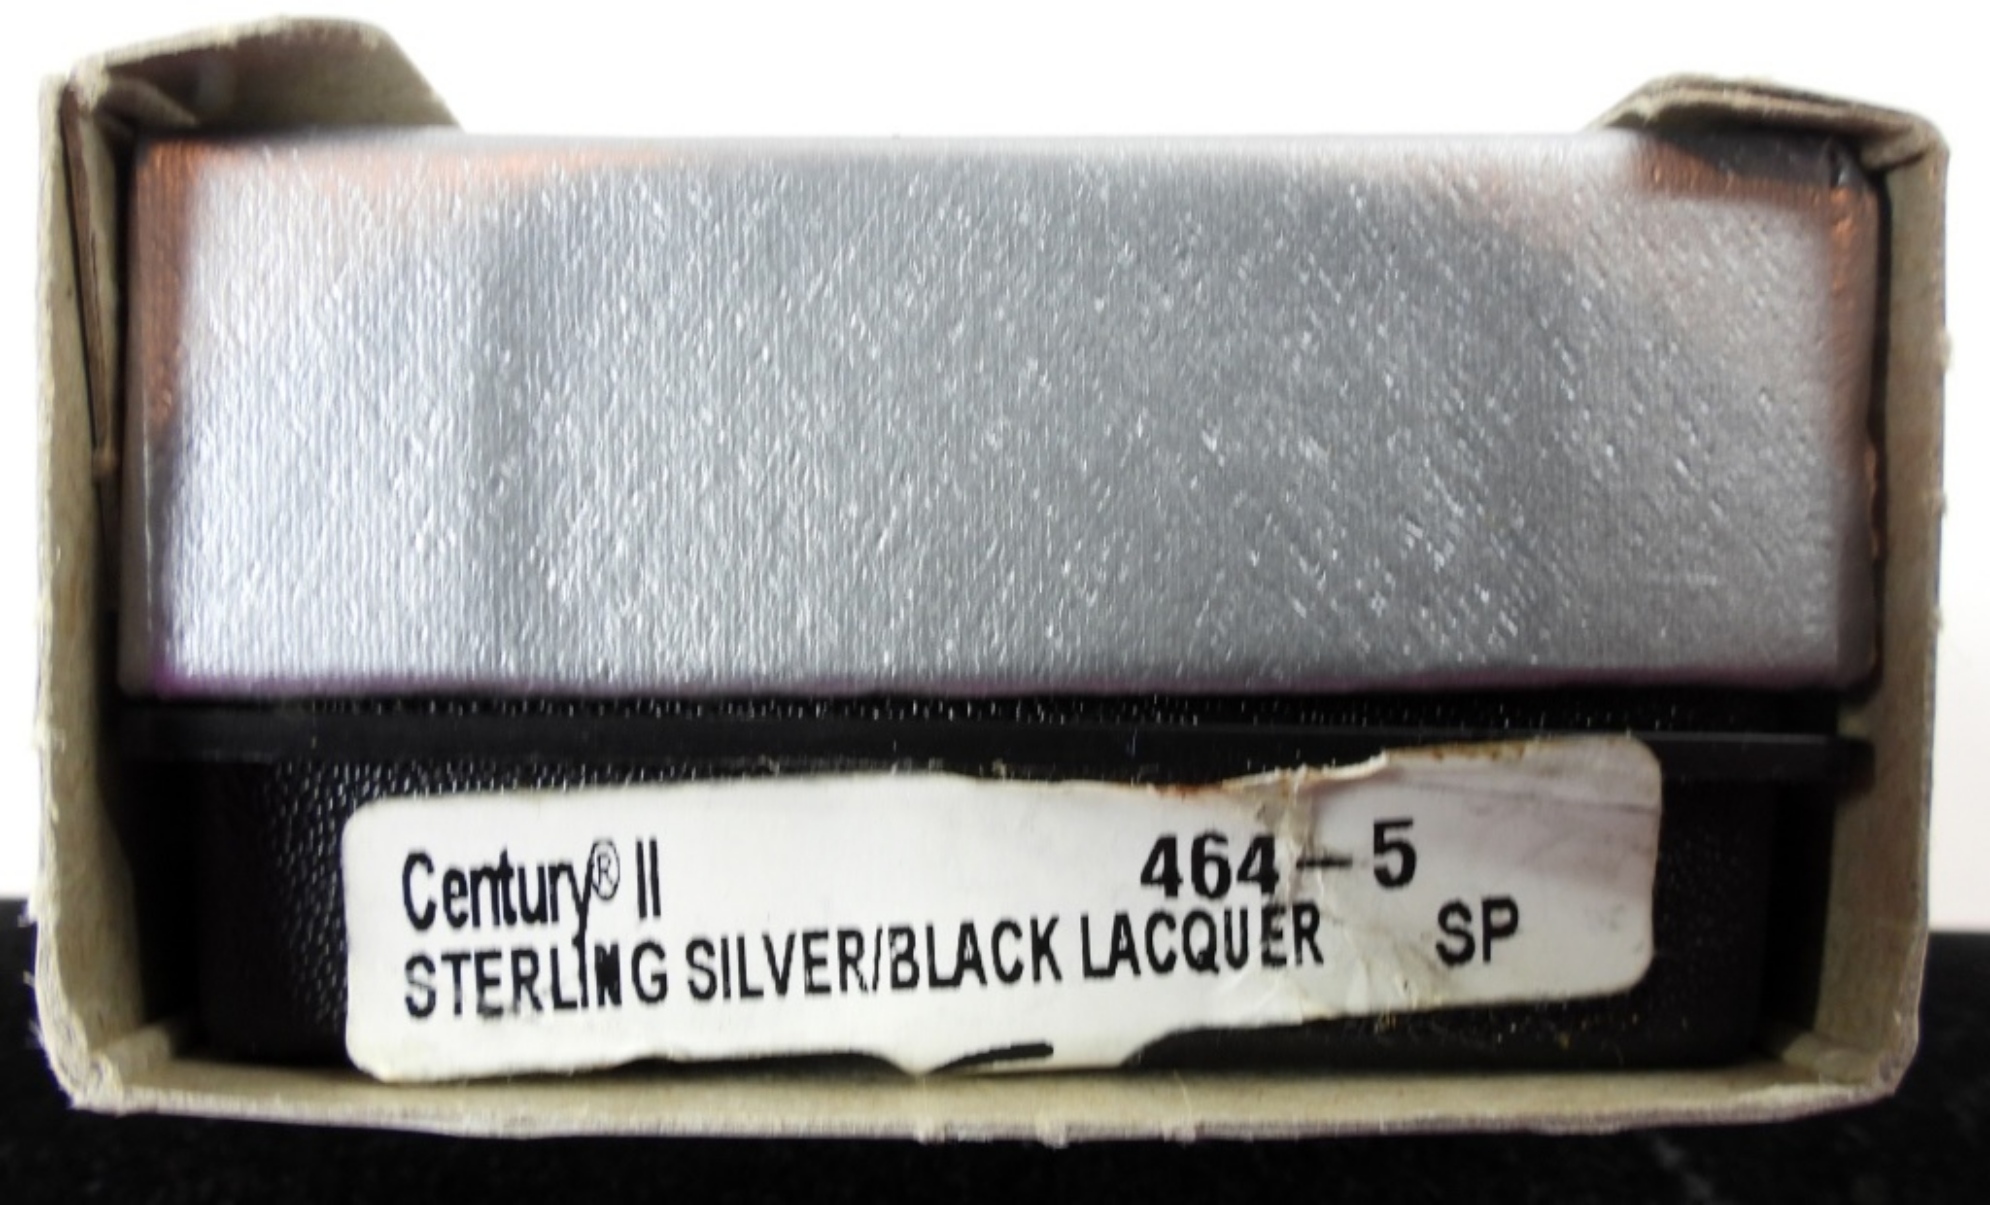 Century® II 464-5
STERLING SILVER/BLACK LACQUER SP